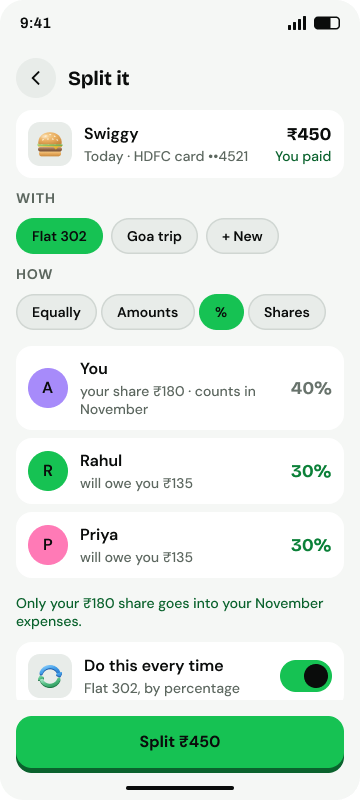 9:41
Split it
Swiggy
₹450
Today · HDFC card ••4521
You paid
WITH
Flat 302
Goa trip
+ New
HOW
Equally
Amounts
%
Shares
A
You
your share ₹180 · counts in
November
40%
R
Rahul
will owe you ₹135
30%
P
Priya
will owe you ₹135
30%
Only your ₹180 share goes into your November
expenses.
Do this every time
Flat 302, by percentage
Split ₹450